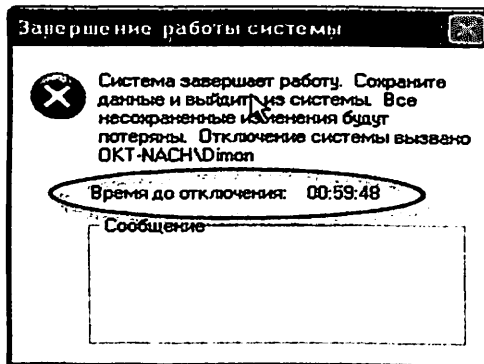 Завершение работы системы
Система завершает работу. Сохраните
данные и выйдите из системы. Все
несохраненные изменения будут
потеряны. Отключение системы вызвано
OKT-NACH\Dimon
Время до отключения: 00:59:48
Сообщение